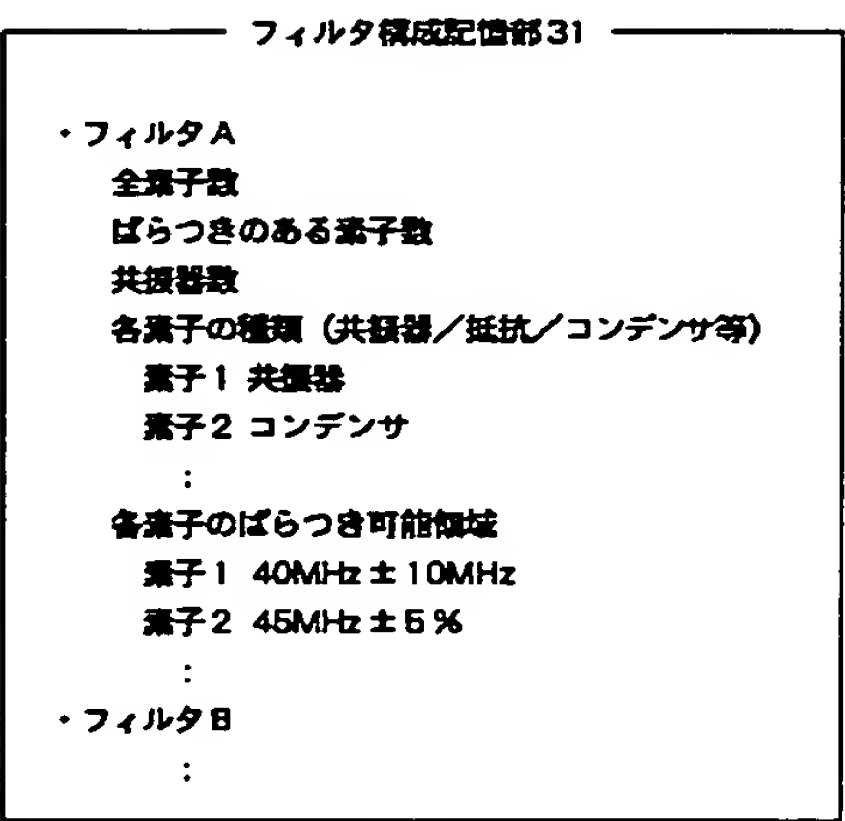 フィルタ構成記憶部31
・フィルタA
全素子数
ばらつきのある素子数
共振器数
各素子の種類（共振器／抵抗／コンデンサ等）
素子1 共振器
素子2 コンデンサ
:
各素子のばらつき可能領域
素子1 40MHz±10MHz
素子2 45MHz±5%
:
・フィルタB
: